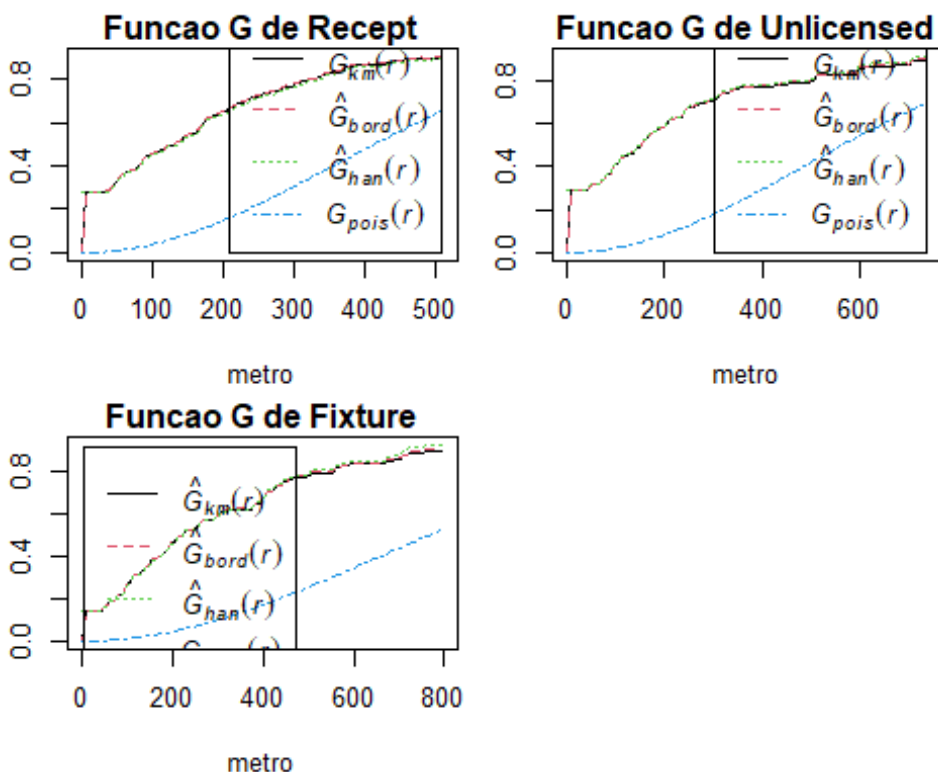 Funcao G de Recept
0.0 0.4 0.8
Ĝkm(r)
Ĝbord(r)
Ĝhan(r)
Gpois(r)
0 100 200 300 400 500
metro
Funcao G de Unlicensed
0.0 0.4 0.8
Ĝkm(r)
Ĝbord(r)
Ĝhan(r)
Gpois(r)
0 200 400 600
metro
Funcao G de Fixture
0.0 0.4 0.8
Ĝkm(r)
Ĝbord(r)
Ĝhan(r)
0 200 400 600 800
metro